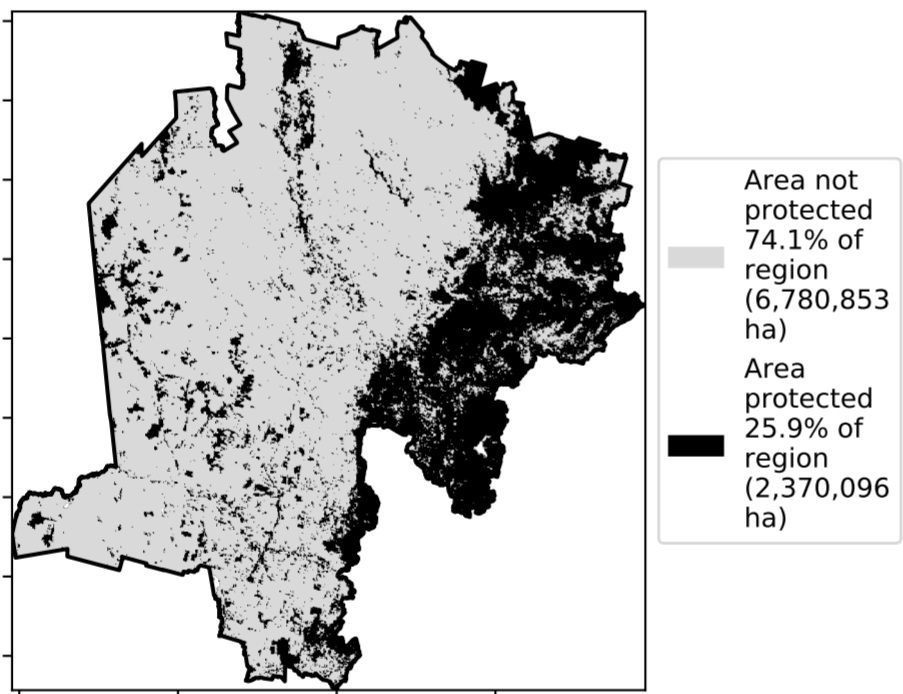 Area not
protected
74.1% of
region
(6,780,853
ha)
Area
protected
25.9% of
region
(2,370,096
ha)